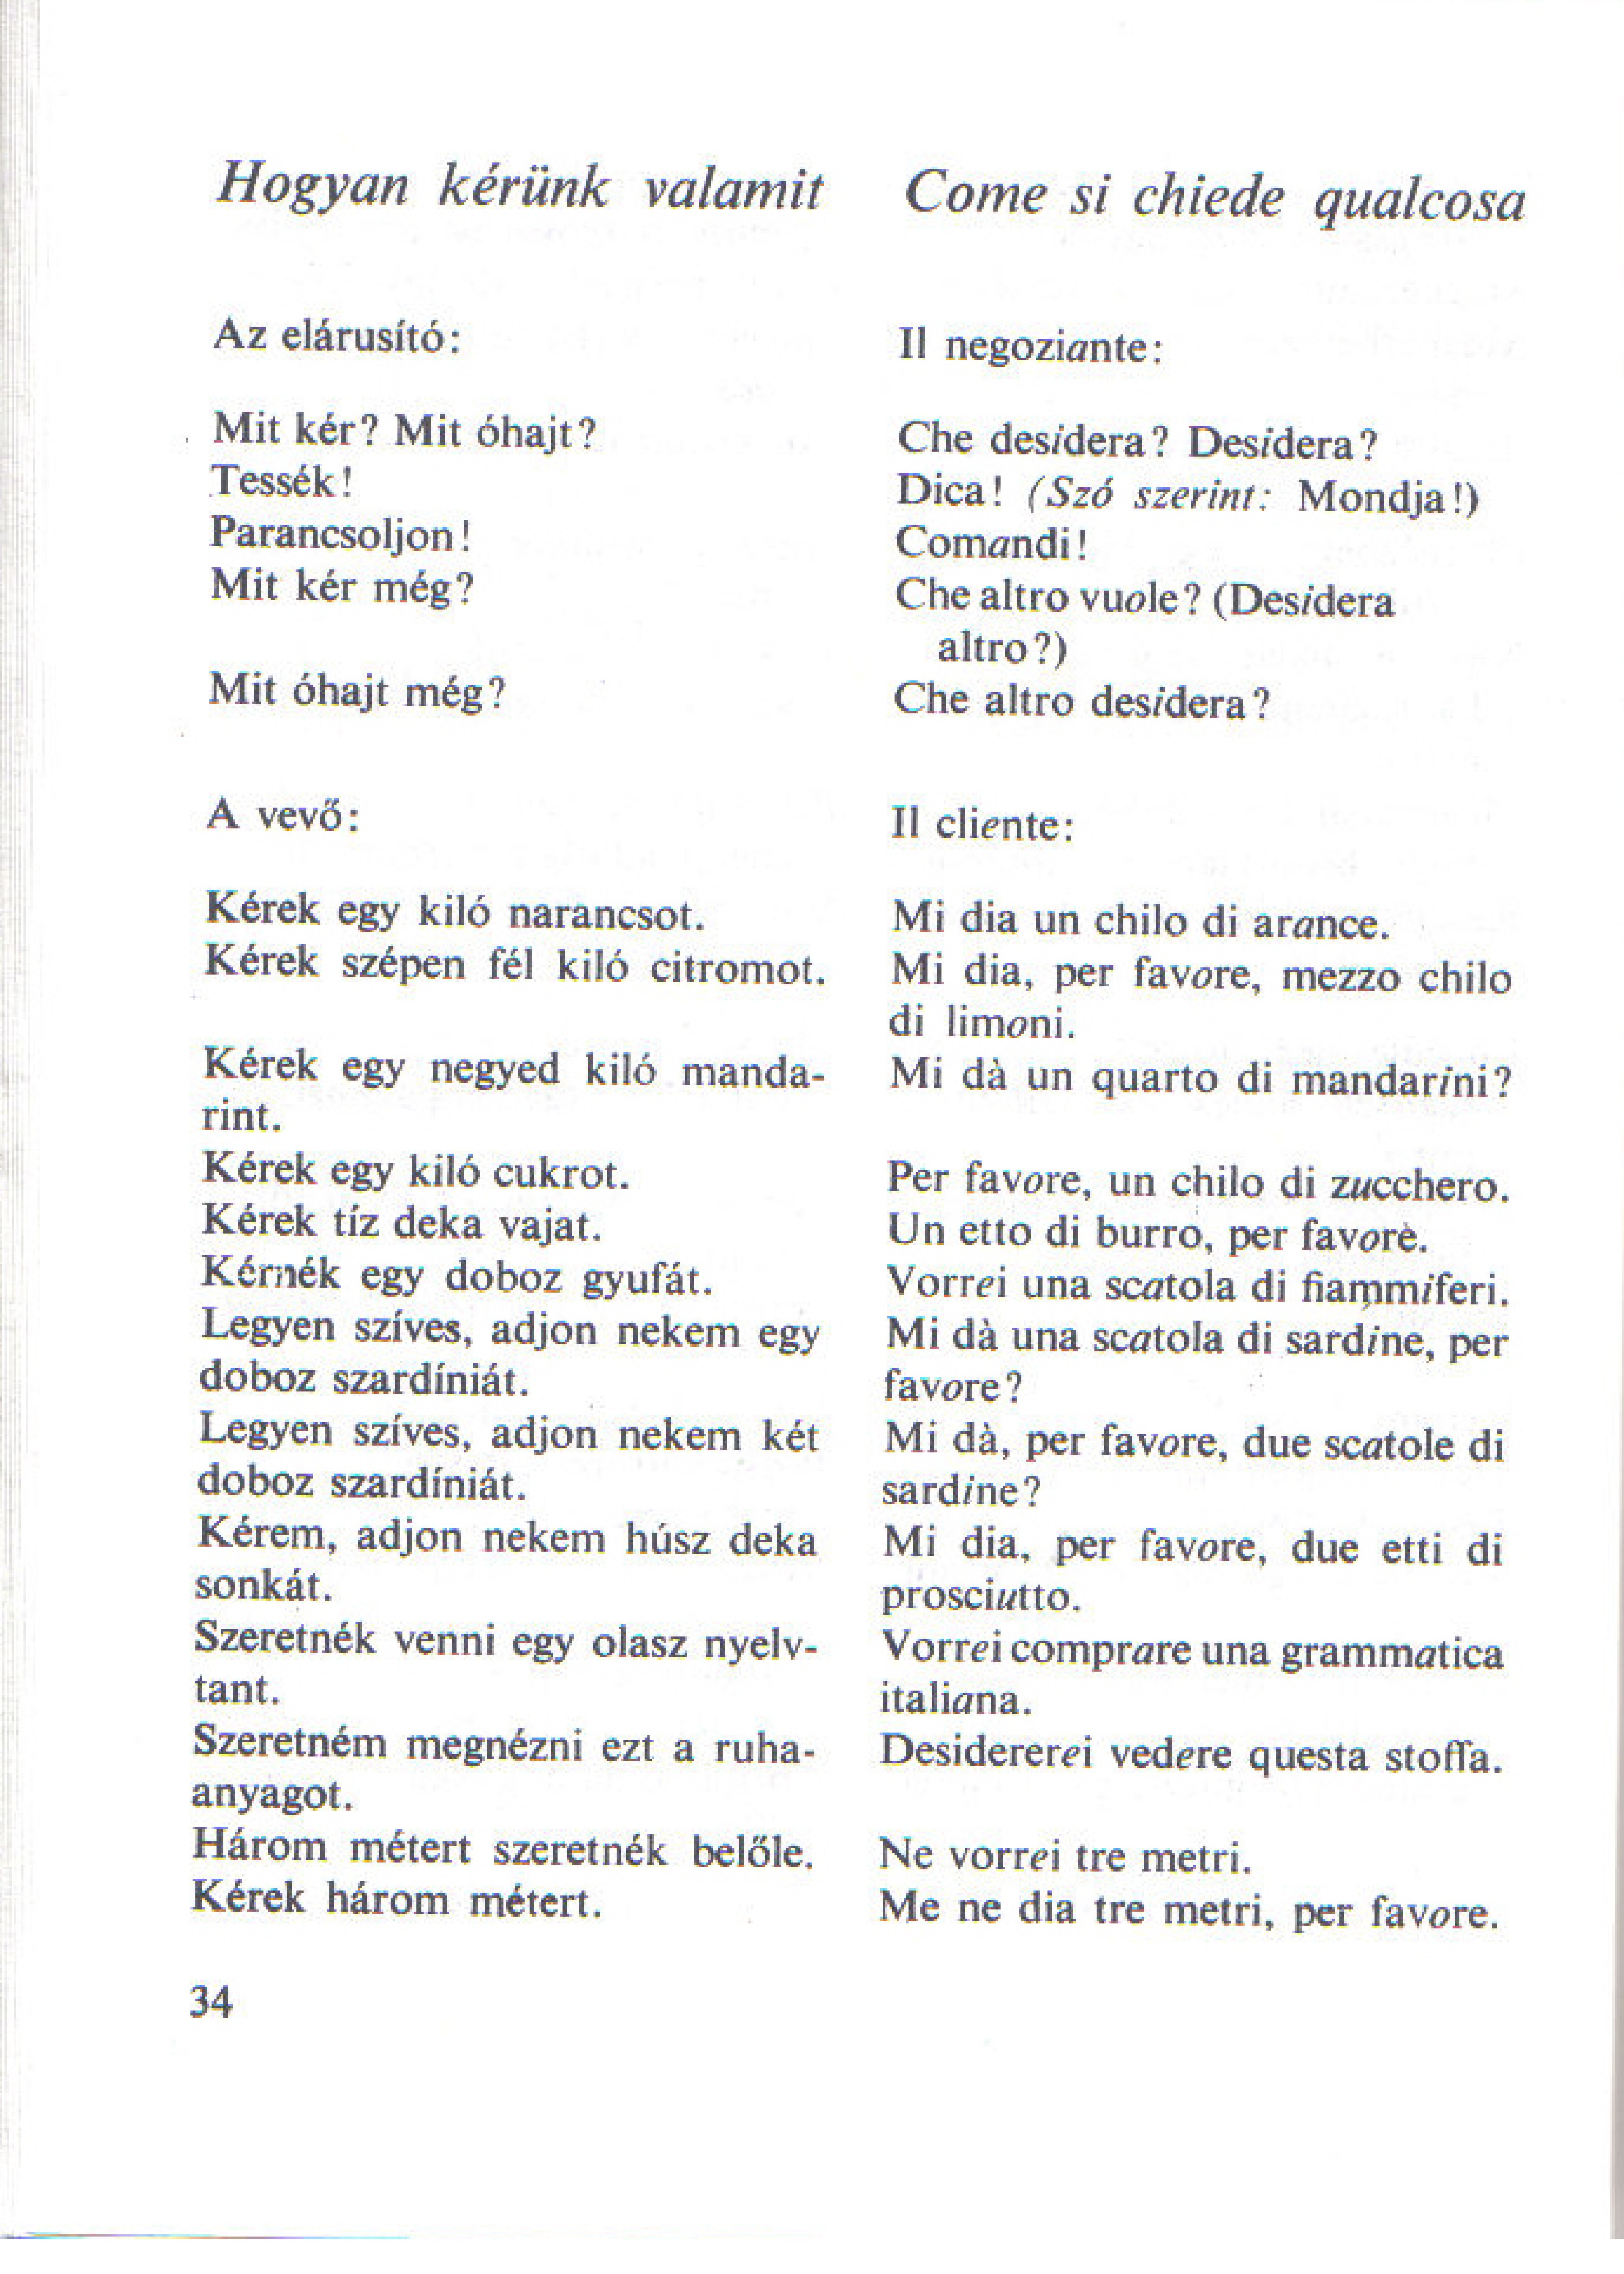 Hogyan kérünk valamit
Az elárusító:
Mit kér? Mit óhajt?
Tessék!
Parancsoljon!
Mit kér még?
Mit óhajt még?
A vevő:
Kérek egy kiló narancsot.
Kérek szépen fél kiló citromot.
Kérek egy negyed kiló manda-
rint.
Kérek egy kiló cukrot.
Kérek tíz deka vajat.
Kérnék egy doboz gyufát.
Legyen szíves, adjon nekem egy
doboz szardíniát.
Legyen szíves, adjon nekem két
doboz szardíniát.
Kérem, adjon nekem húsz deka
sonkát.
Szeretnék venni egy olasz nyelv-
tant.
Szeretném megnézni ezt a ruha-
anyagot.
Három métert szeretnék belőle.
Kérek három métert.
Come si chiede qualcosa
Il negoziante:
Che desidera? Desidera?
Dica! (Szó szerint: Mondja!)
Comandi!
Che altro vuole? (Desidera
altro?)
Che altro desidera?
Il cliente:
Mi dia un chilo di arance.
Mi dia, per favore, mezzo chilo
di limoni.
Mi dà un quarto di mandarini?
Per favore, un chilo di zucchero.
Un etto di burro, per favore.
Vorrei una scatola di fiammiferi.
Mi dà una scatola di sardine, per
favore?
Mi dà, per favore, due scatole di
sardine?
Mi dia, per favore, due etti di
prosciutto.
Vorrei comprare una grammatica
italiana.
Desidererei vedere questa stoffa.
Ne vorrei tre metri.
Me ne dia tre metri, per favore.
34